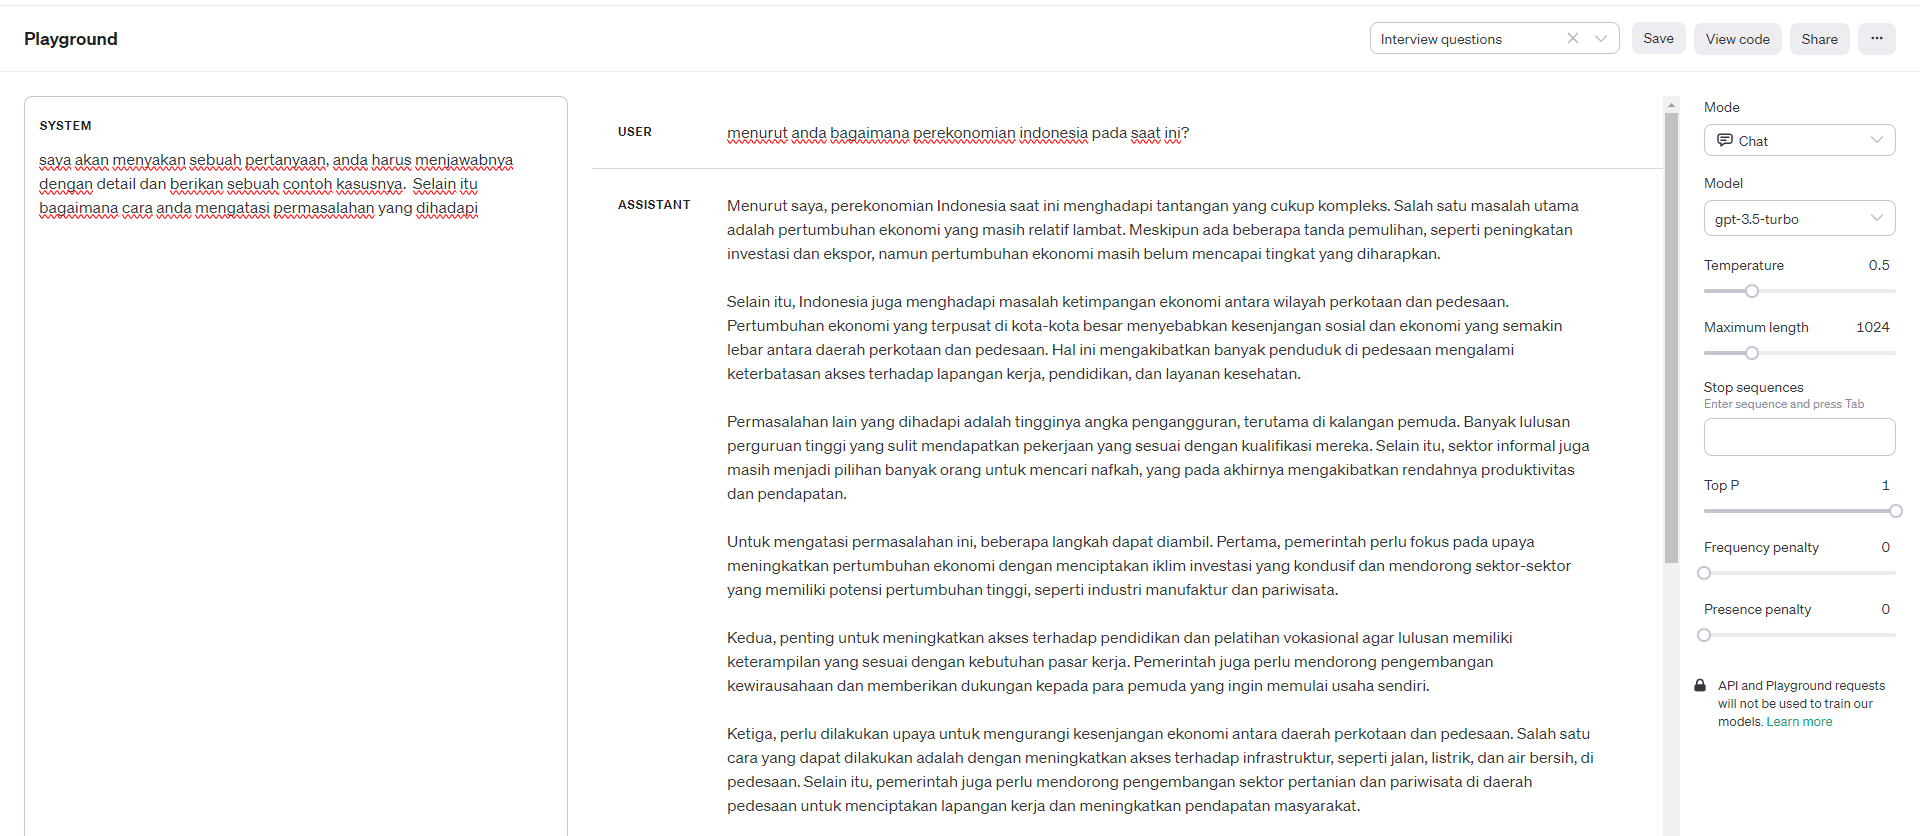 Playground
Interview questions
Save
View code
Share
...
SYSTEM
saya akan menyakan sebuah pertanyaan, anda harus menjawabnya
dengan detail dan berikan sebuah contoh kasusnya.  Selain itu
bagaimana cara anda mengatasi permasalahan yang dihadapi
USER
menurut anda bagaimana perekonomian indonesia pada saat ini?
ASSISTANT
Menurut saya, perekonomian Indonesia saat ini menghadapi tantangan yang cukup kompleks. Salah satu masalah utama
adalah pertumbuhan ekonomi yang masih relatif lambat. Meskipun ada beberapa tanda pemulihan, seperti peningkatan
investasi dan ekspor, namun pertumbuhan ekonomi masih belum mencapai tingkat yang diharapkan.
Selain itu, Indonesia juga menghadapi masalah ketimpangan ekonomi antara wilayah perkotaan dan pedesaan.
Pertumbuhan ekonomi yang terpusat di kota-kota besar menyebabkan kesenjangan sosial dan ekonomi yang semakin
lebar antara daerah perkotaan dan pedesaan. Hal ini mengakibatkan banyak penduduk di pedesaan mengalami
keterbatasan akses terhadap lapangan kerja, pendidikan, dan layanan kesehatan.
Permasalahan lain yang dihadapi adalah tingginya angka pengangguran, terutama di kalangan pemuda. Banyak lulusan
perguruan tinggi yang sulit mendapatkan pekerjaan yang sesuai dengan kualifikasi mereka. Selain itu, sektor informal juga
masih menjadi pilihan banyak orang untuk mencari nafkah, yang pada akhirnya mengakibatkan rendahnya produktivitas
dan pendapatan.
Untuk mengatasi permasalahan ini, beberapa langkah dapat diambil. Pertama, pemerintah perlu fokus pada upaya
meningkatkan pertumbuhan ekonomi dengan menciptakan iklim investasi yang kondusif dan mendorong sektor-sektor
yang memiliki potensi pertumbuhan tinggi, seperti industri manufaktur dan pariwisata.
Kedua, penting untuk meningkatkan akses terhadap pendidikan dan pelatihan vokasional agar lulusan memiliki
keterampilan yang sesuai dengan kebutuhan pasar kerja. Pemerintah juga perlu mendorong pengembangan
kewirausahaan dan memberikan dukungan kepada para pemuda yang ingin memulai usaha sendiri.
Ketiga, perlu dilakukan upaya untuk mengurangi kesenjangan ekonomi antara daerah perkotaan dan pedesaan. Salah satu
cara yang dapat dilakukan adalah dengan meningkatkan akses terhadap infrastruktur, seperti jalan, listrik, dan air bersih, di
pedesaan. Selain itu, pemerintah juga perlu mendorong pengembangan sektor pertanian dan pariwisata di daerah
pedesaan untuk menciptakan lapangan kerja dan meningkatkan pendapatan masyarakat.
Mode
Chat
Model
gpt-3.5-turbo
Temperature 0.5
Maximum length 1024
Stop sequences
Enter sequence and press Tab
Top P 1
Frequency penalty 0
Presence penalty 0
API and Playground requests
will not be used to train our
models. Learn more